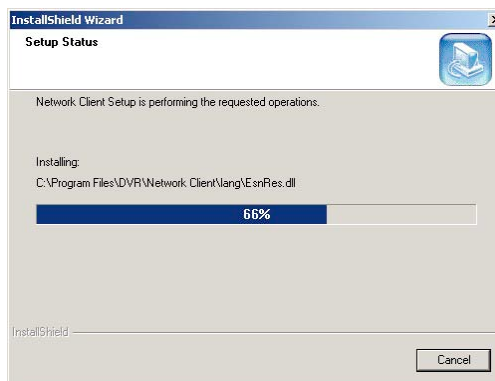 InstallShield Wizard
Setup Status
Network Client Setup is performing the requested operations.
Installing:
C:\Program Files\DVR\Network Client\lang\EsnRes.dll
66%
InstallShield
Cancel